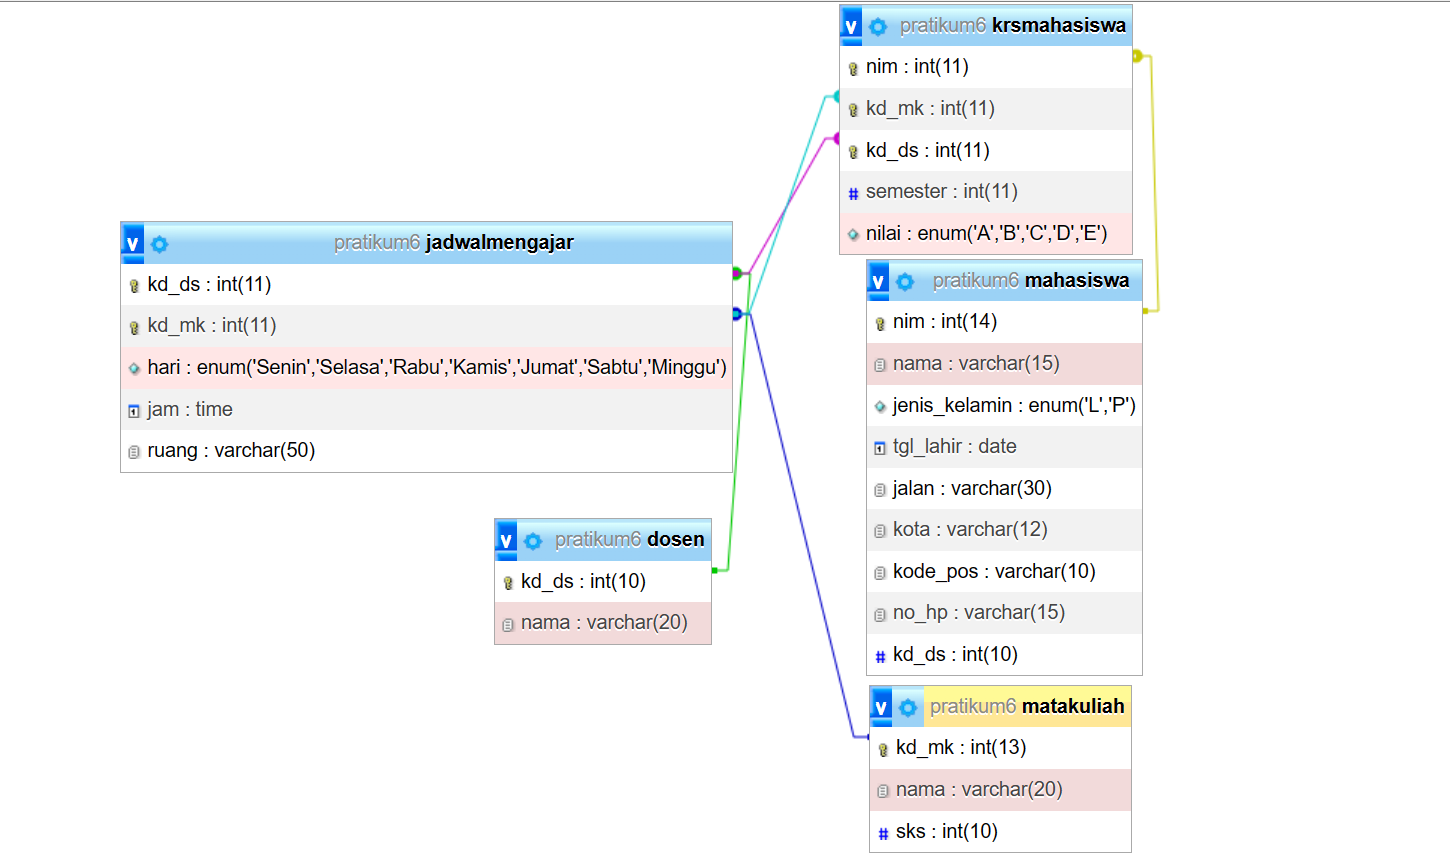 pratikum6 krsmahasiswa
nim : int(11)
kd_mk : int(11)
kd_ds : int(11)
semester : int(11)
nilai : enum('A','B','C','D','E')
pratikum6 jadwalmengajar
kd_ds : int(11)
kd_mk : int(11)
hari : enum('Senin','Selasa','Rabu','Kamis','Jumat','Sabtu','Minggu')
jam : time
ruang : varchar(50)
pratikum6 mahasiswa
nim : int(14)
nama : varchar(15)
jenis_kelamin : enum('L','P')
tgl_lahir : date
jalan : varchar(30)
kota : varchar(12)
kode_pos : varchar(10)
no_hp : varchar(15)
kd_ds : int(10)
pratikum6 dosen
kd_ds : int(10)
nama : varchar(20)
pratikum6 matakuliah
kd_mk : int(13)
nama : varchar(20)
sks : int(10)